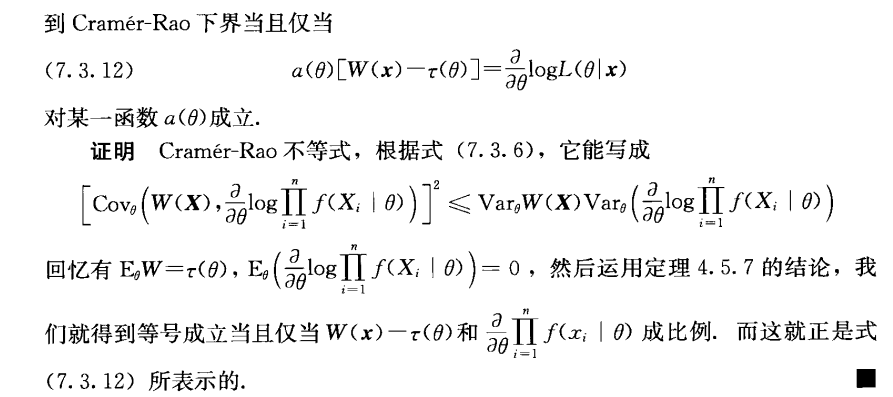 到 Cramér-Rao 下界当且仅当
(7.3.12) a(θ)[W(x)−τ(θ)]=∂/∂θ logL(θ|x)
对某一函数 a(θ)成立.
证明 Cramér-Rao 不等式，根据式 (7.3.6)，它能写成
[Cov_θ(W(X), ∂/∂θ log∏_{i=1}^{n} f(X_i | θ))]^2 ⩽ Var_θW(X)Var_θ(∂/∂θ log∏_{i=1}^{n} f(X_i | θ))
回忆有 E_θW=τ(θ), E_θ(∂/∂θ log∏_{i=1}^{n} f(X_i | θ))= 0 ，然后运用定理 4.5.7 的结论，我
们就得到等号成立当且仅当 W(x)−τ(θ)和 ∂/∂θ ∏_{i=1}^{n} f(x_i | θ) 成比例. 而这就正是式
(7.3.12) 所表示的. ■